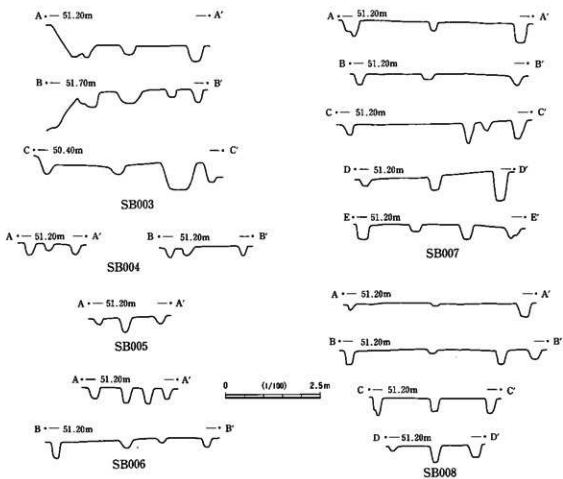 A •— 51.20m —• A′
B •— 51.70m —• B′
C •— 50.40m —• C′
SB003
A •— 51.20m —• A′
B •— 51.20m —• B′
SB004
A •— 51.20m —• A′
SB005
A •— 51.20m —• A′
B •— 51.20m —• B′
SB006
0 (1/100) 2.5m
A •— 51.20m —• A′
B •— 51.20m —• B′
C •— 51.20m —• C′
D •— 51.20m —• D′
E •— 51.20m —• E′
SB007
A •— 51.20m —• A′
B •— 51.20m —• B′
C •— 51.20m —• C′
D •— 51.20m —• D′
SB008